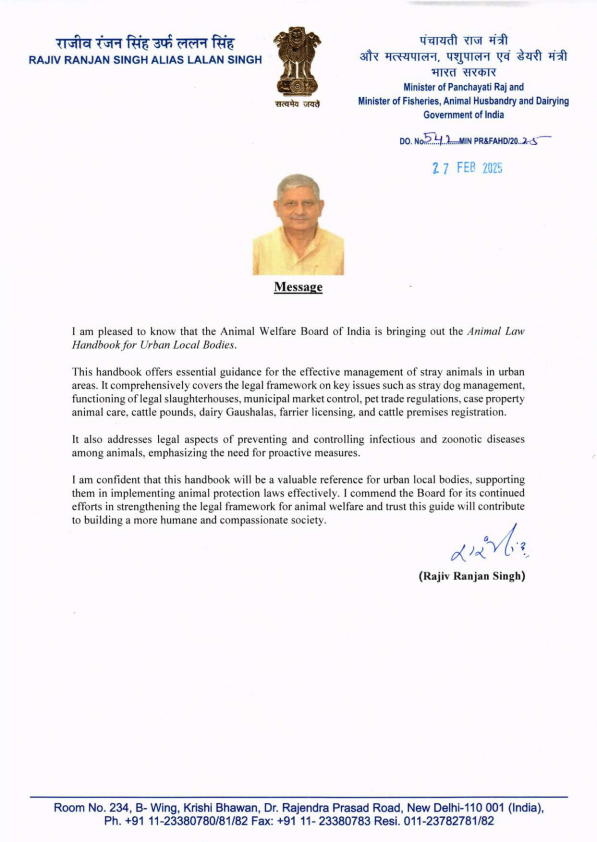 राजीव रंजन सिंह उर्फ ललन सिंह
RAJIV RANJAN SINGH ALIAS LALAN SINGH
सत्यमेव जयते
पंचायती राज मंत्री
और मत्स्यपालन, पशुपालन एवं डेयरी मंत्री
भारत सरकार
Minister of Panchayati Raj and
Minister of Fisheries, Animal Husbandry and Dairying
Government of India
DO. No. 542 MIN PR&FAHD/2025
27 FEB 2025
Message
I am pleased to know that the Animal Welfare Board of India is bringing out the Animal Law
Handbook for Urban Local Bodies.
This handbook offers essential guidance for the effective management of stray animals in urban
areas. It comprehensively covers the legal framework on key issues such as stray dog management,
functioning of legal slaughterhouses, municipal market control, pet trade regulations, case property
animal care, cattle pounds, dairy Gaushalas, farrier licensing, and cattle premises registration.
It also addresses legal aspects of preventing and controlling infectious and zoonotic diseases
among animals, emphasizing the need for proactive measures.
I am confident that this handbook will be a valuable reference for urban local bodies, supporting
them in implementing animal protection laws effectively. I commend the Board for its continued
efforts in strengthening the legal framework for animal welfare and trust this guide will contribute
to building a more humane and compassionate society.
(Rajiv Ranjan Singh)
Room No. 234, B- Wing, Krishi Bhawan, Dr. Rajendra Prasad Road, New Delhi-110 001 (India),
Ph. +91 11-23380780/81/82 Fax: +91 11- 23380783 Resi. 011-23782781/82